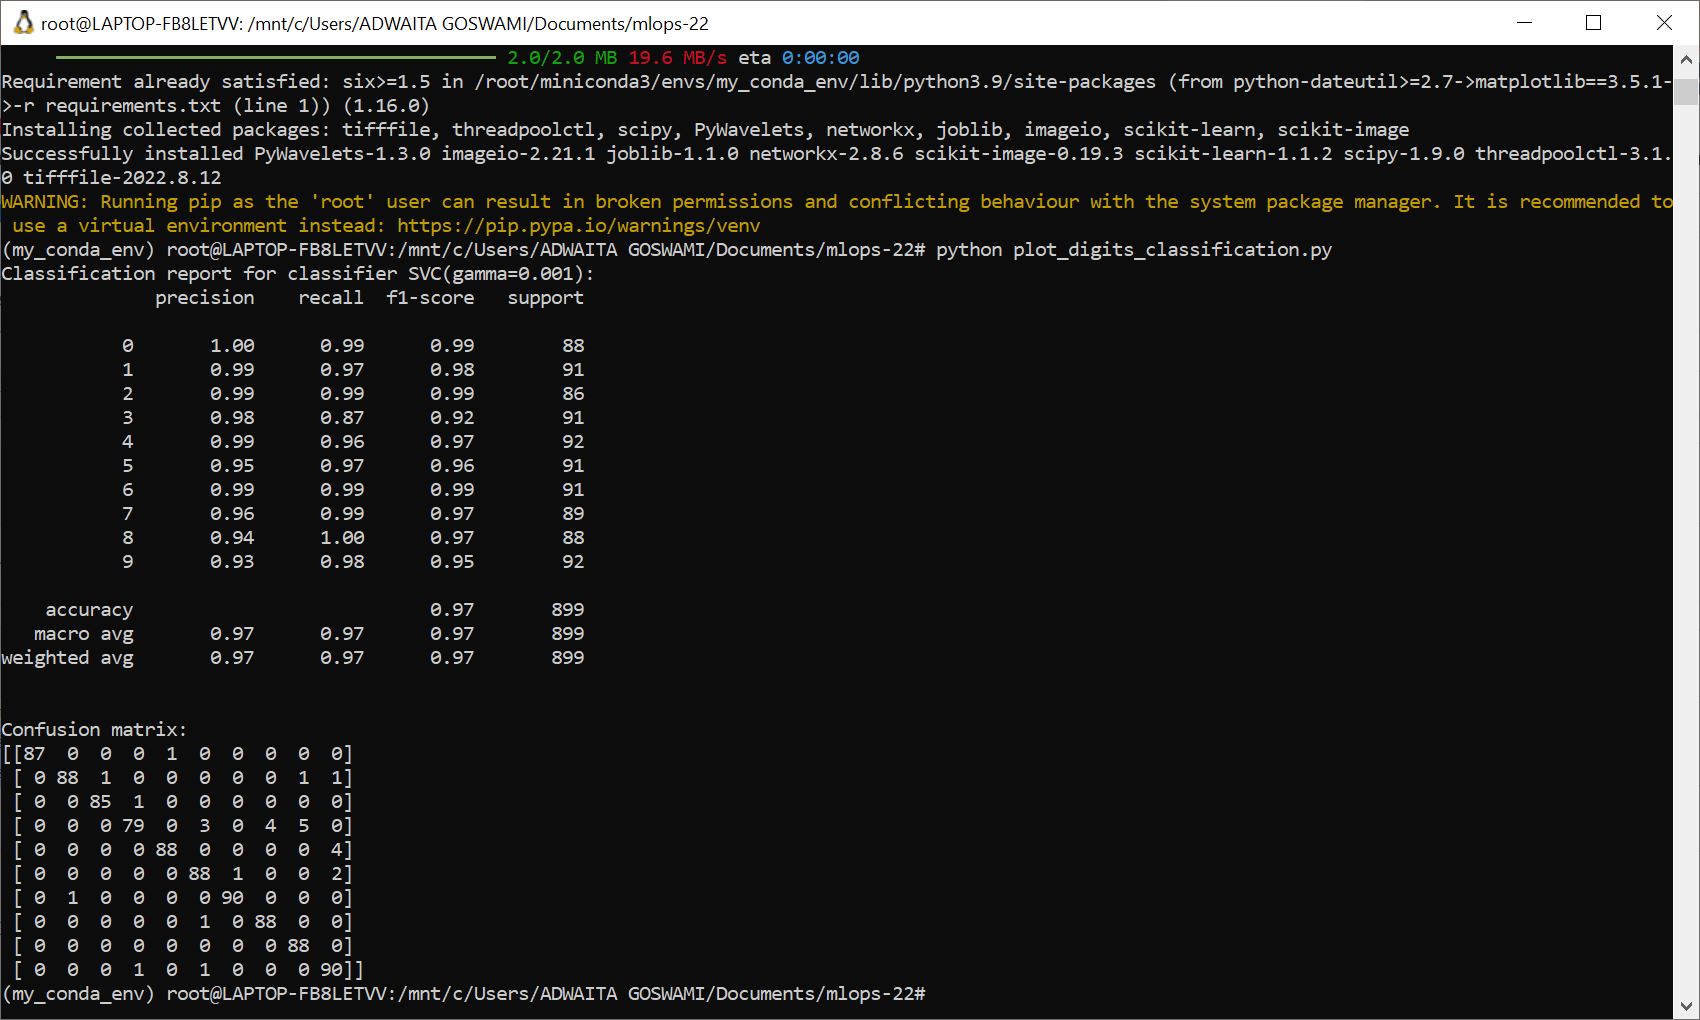 root@LAPTOP-FB8LETVV: /mnt/c/Users/ADWAITA GOSWAMI/Documents/mlops-22
2.0/2.0 MB 19.6 MB/s eta 0:00:00
Requirement already satisfied: six>=1.5 in /root/miniconda3/envs/my_conda_env/lib/python3.9/site-packages (from python-dateutil>=2.7->matplotlib==3.5.1-
>-r requirements.txt (line 1)) (1.16.0)
Installing collected packages: tifffile, threadpoolctl, scipy, PyWavelets, networkx, joblib, imageio, scikit-learn, scikit-image
Successfully installed PyWavelets-1.3.0 imageio-2.21.1 joblib-1.1.0 networkx-2.8.6 scikit-image-0.19.3 scikit-learn-1.1.2 scipy-1.9.0 threadpoolctl-3.1.
0 tifffile-2022.8.12
WARNING: Running pip as the 'root' user can result in broken permissions and conflicting behaviour with the system package manager. It is recommended to
 use a virtual environment instead: https://pip.pypa.io/warnings/venv
(my_conda_env) root@LAPTOP-FB8LETVV:/mnt/c/Users/ADWAITA GOSWAMI/Documents/mlops-22# python plot_digits_classification.py
Classification report for classifier SVC(gamma=0.001):
              precision    recall  f1-score   support
           0       1.00      0.99      0.99        88
           1       0.99      0.97      0.98        91
           2       0.99      0.99      0.99        86
           3       0.98      0.87      0.92        91
           4       0.99      0.96      0.97        92
           5       0.95      0.97      0.96        91
           6       0.99      0.99      0.99        91
           7       0.96      0.99      0.97        89
           8       0.94      1.00      0.97        88
           9       0.93      0.98      0.95        92
    accuracy                           0.97       899
   macro avg       0.97      0.97      0.97       899
weighted avg       0.97      0.97      0.97       899
Confusion matrix:
[[87  0  0  0  1  0  0  0  0  0]
 [ 0 88  1  0  0  0  0  0  1  1]
 [ 0  0 85  1  0  0  0  0  0  0]
 [ 0  0  0 79  0  3  0  4  5  0]
 [ 0  0  0  0 88  0  0  0  0  4]
 [ 0  0  0  0  0 88  1  0  0  2]
 [ 0  1  0  0  0  0 90  0  0  0]
 [ 0  0  0  0  0  1  0 88  0  0]
 [ 0  0  0  0  0  0  0  0 88  0]
 [ 0  0  0  1  0  1  0  0  0 90]]
(my_conda_env) root@LAPTOP-FB8LETVV:/mnt/c/Users/ADWAITA GOSWAMI/Documents/mlops-22#